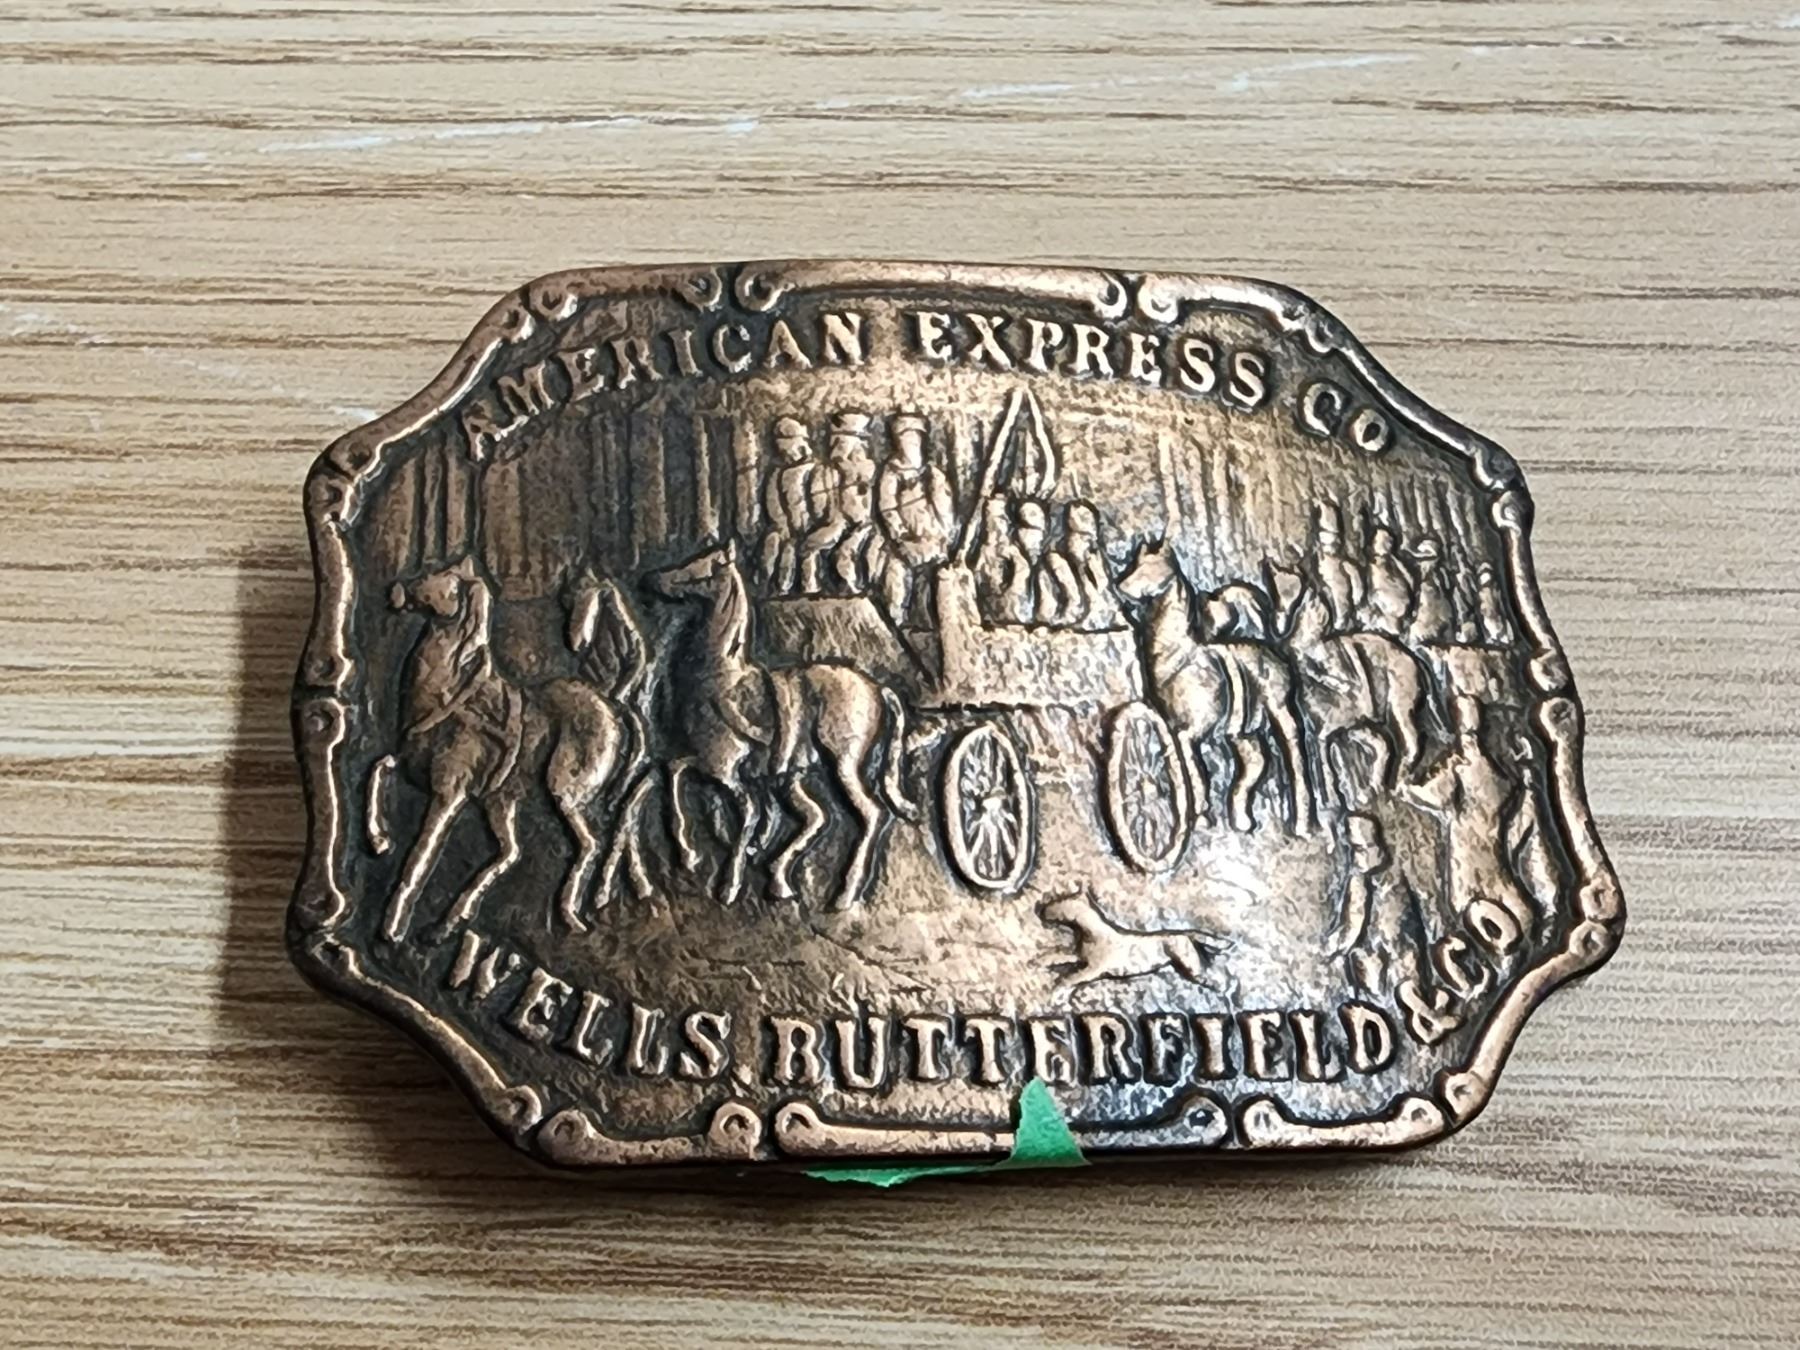 AMERICAN EXPRESS CO
WELLS BUTTERFIELD & CO